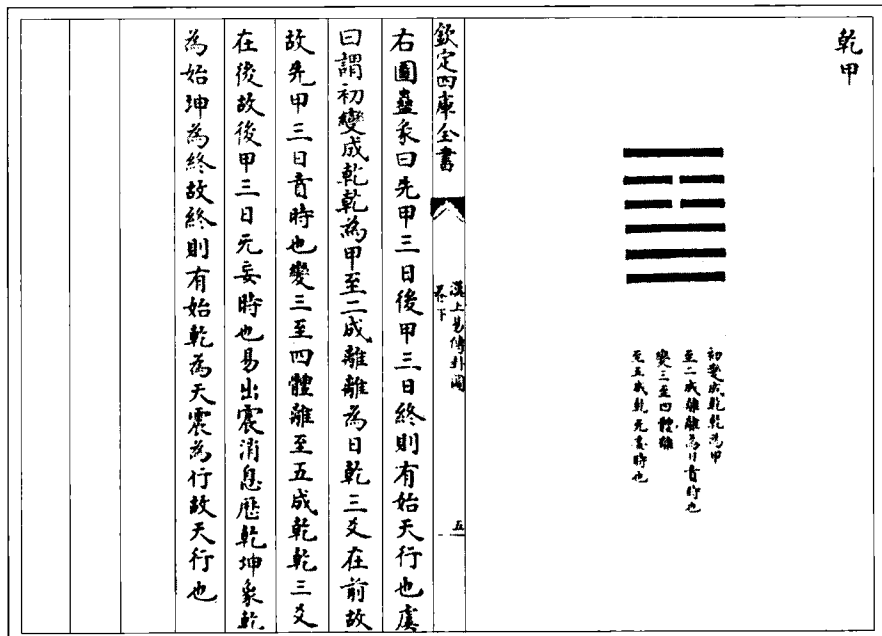 乾甲
初變成乾乾為甲
至二成離離為日賁時也
變三至四體離
至五成乾无妄時也
欽定四庫全書
漢上易傳卦圖
卷下
五
右圖蠱彖曰先甲三日後甲三日終則有始天行也虞
曰謂初變成乾乾為甲至二成離離為日乾三爻在前故
故先甲三日賁時也變三至四體離至五成乾乾三爻
在後故後甲三日无妄時也易出震消息歷乾坤象乾
為始坤為終故終則有始乾為天震為行故天行也